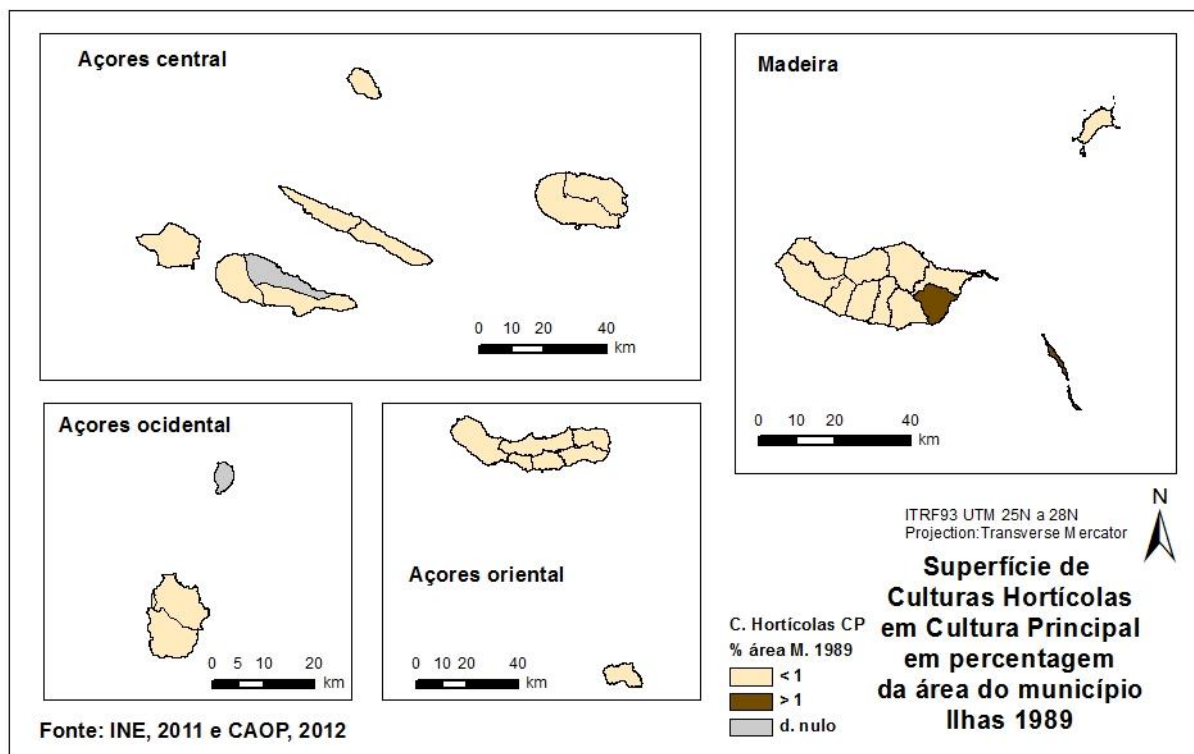 Açores central
0 10 20 40
km
Madeira
0 10 20 40
km
Açores ocidental
0 5 10 20
km
Açores oriental
0 10 20 40
km
N
ITRF93 UTM 25N a 28N
Projection:Transverse Mercator
Superfície de
Culturas Hortícolas
em Cultura Principal
em percentagem
da área do município
Ilhas 1989
C. Hortícolas CP
% área M. 1989
< 1
> 1
d. nulo
Fonte: INE, 2011 e CAOP, 2012